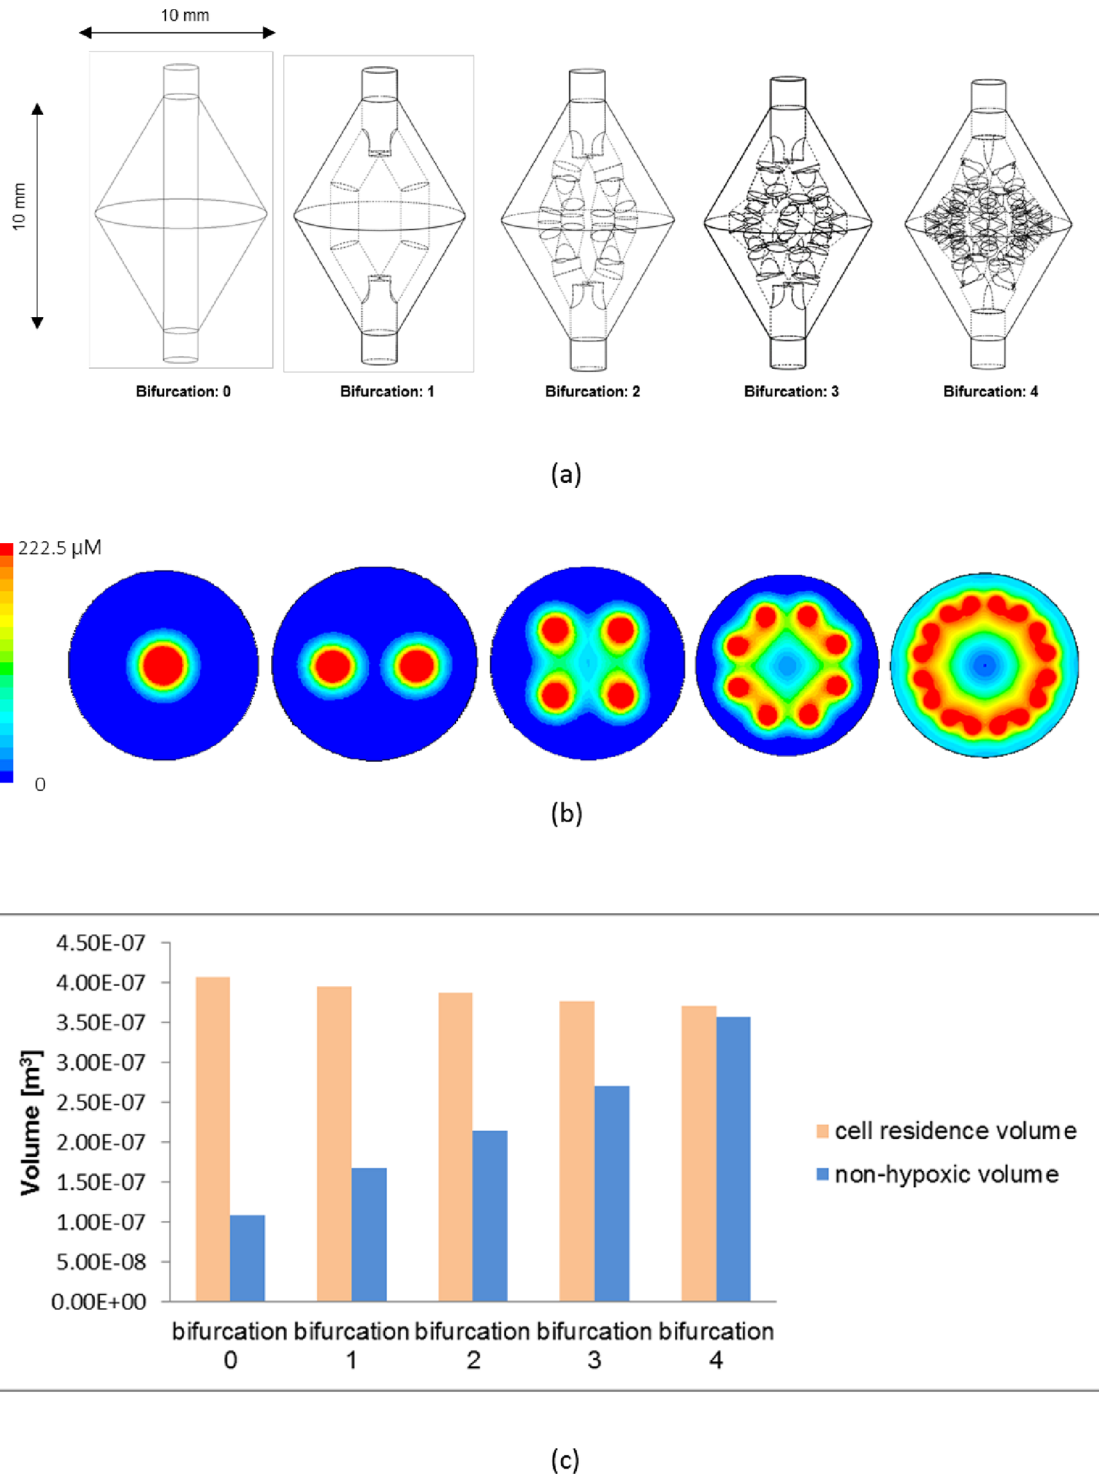 10 mm
10 mm
Bifurcation: 0
Bifurcation: 1
Bifurcation: 2
Bifurcation: 3
Bifurcation: 4
(a)
222.5 µM
0
(b)
4.50E-07
4.00E-07
3.50E-07
3.00E-07
2.50E-07
2.00E-07
1.50E-07
1.00E-07
5.00E-08
0.00E+00
Volume [m³]
bifurcation
0
bifurcation
1
bifurcation
2
bifurcation
3
bifurcation
4
cell residence volume
non-hypoxic volume
(c)